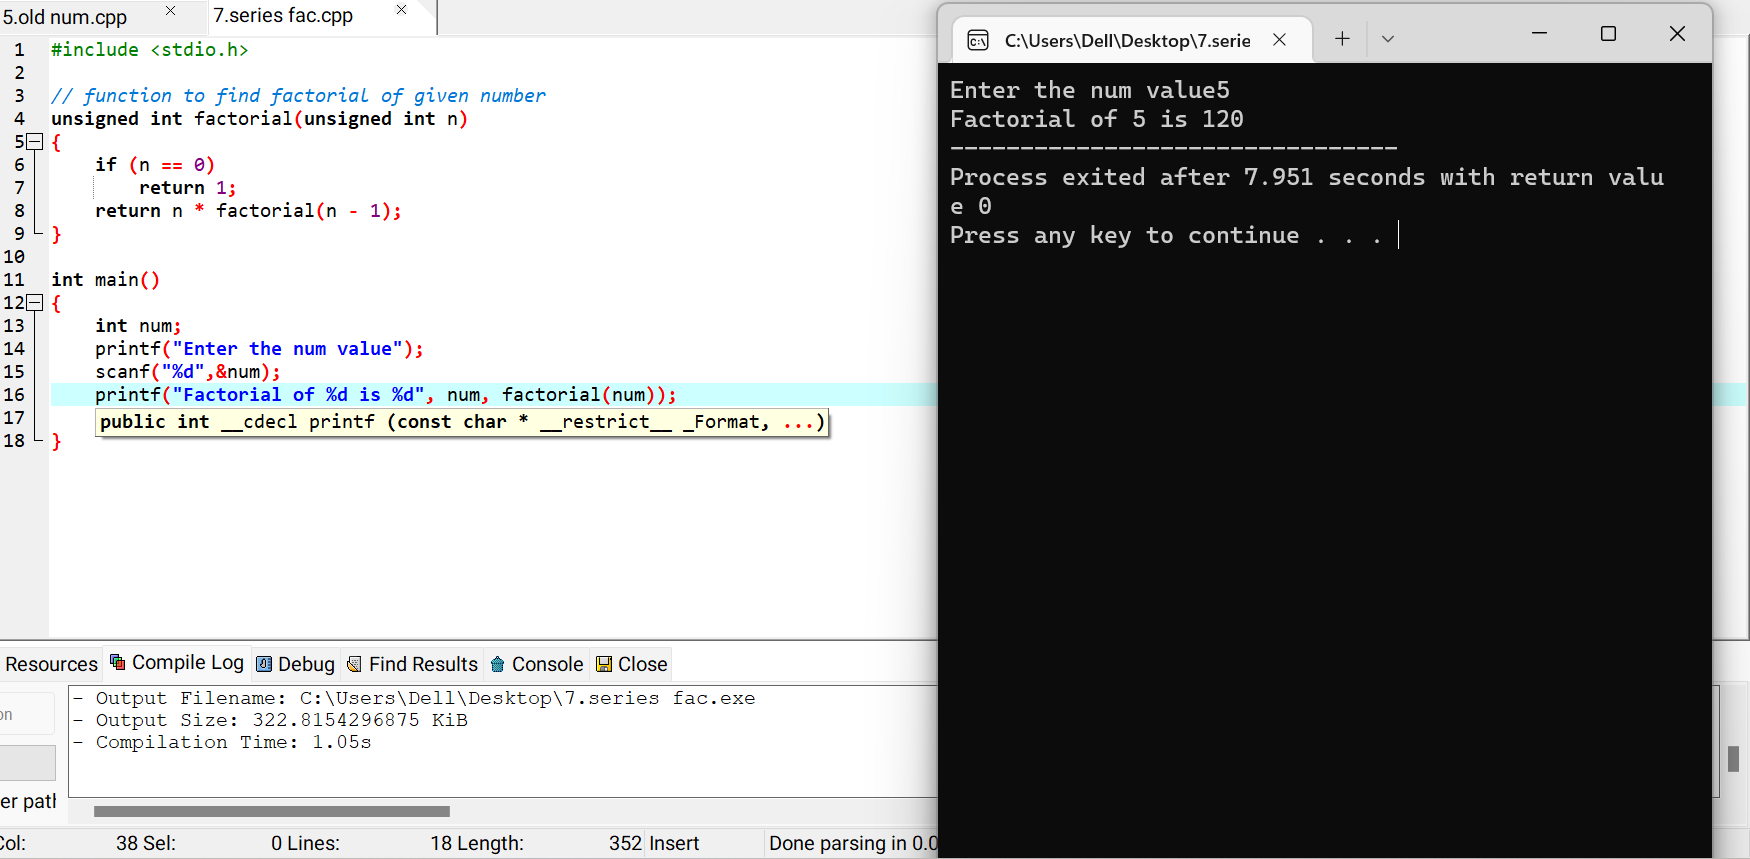 5.old num.cpp
7.series fac.cpp
1 #include <stdio.h>
2
3 // function to find factorial of given number
4 unsigned int factorial(unsigned int n)
5 {
6 if (n == 0)
7 return 1;
8 return n * factorial(n - 1);
9 }
10
11 int main()
12 {
13 int num;
14 printf("Enter the num value");
15 scanf("%d",&num);
16 printf("Factorial of %d is %d", num, factorial(num));
17
public int __cdecl printf (const char * __restrict__ _Format, ...)
18 }
C:\Users\Dell\Desktop\7.serie
Enter the num value5
Factorial of 5 is 120
--------------------------------
Process exited after 7.951 seconds with return valu
e 0
Press any key to continue . . .
Resources Compile Log Debug Find Results Console Close
on
er path
- Output Filename: C:\Users\Dell\Desktop\7.series fac.exe
- Output Size: 322.8154296875 KiB
- Compilation Time: 1.05s
Col: 38 Sel: 0 Lines: 18 Length: 352 Insert Done parsing in 0.0